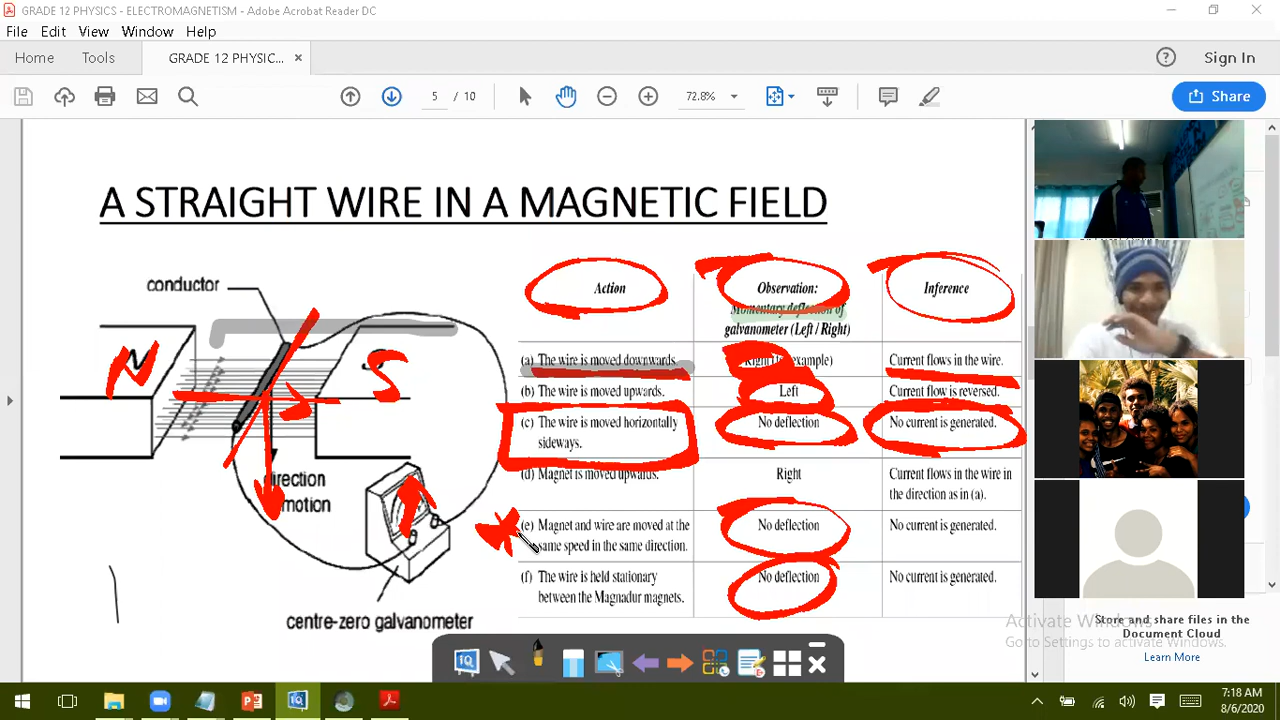 GRADE 12 PHYSICS - ELECTROMAGNETISM - Adobe Acrobat Reader DC
File Edit View Window Help
Home Tools GRADE 12 PHYSIC... × Sign In
5 / 10 72.8% Share
A STRAIGHT WIRE IN A MAGNETIC FIELD
conductor
N S
direction
motion
centre-zero galvanometer
Action Observation: Inference
Momentary deflection of
galvanometer (Left / Right)
(a) The wire is moved downwards. Right example) Current flows in the wire.
(b) The wire is moved upwards. Left Current flow is reversed.
(c) The wire is moved horizontally No deflection No current is generated.
sideways.
(d) Magnet is moved upwards. Right Current flows in the wire in
the direction as in (a).
(e) Magnet and wire are moved at the No deflection No current is generated.
same speed in the same direction.
(f) The wire is held stationary No deflection No current is generated.
between the Magnadur magnets.
Activate Windows
Go to Settings to activate Windows.
Store and share files in the
Document Cloud
Learn More
7:18 AM
8/6/2020